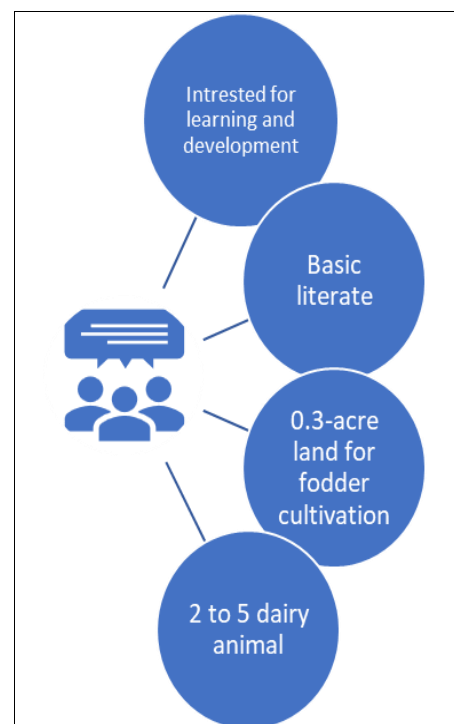 Intrested for
learning and
development
Basic
literate
0.3-acre
land for
fodder
cultivation
2 to 5 dairy
animal